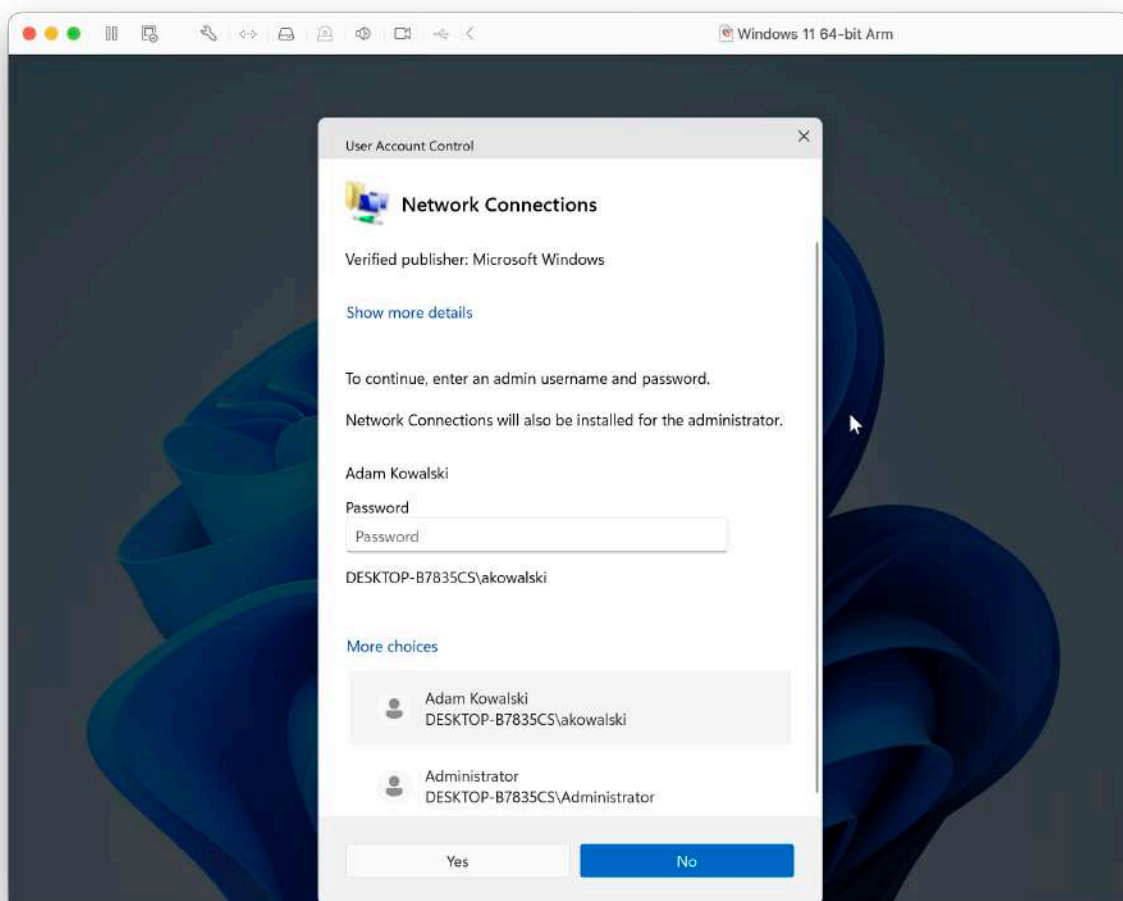 Windows 11 64-bit Arm
User Account Control
Network Connections
Verified publisher: Microsoft Windows
Show more details
To continue, enter an admin username and password.
Network Connections will also be installed for the administrator.
Adam Kowalski
Password
Password
DESKTOP-B7835CS\akowalski
More choices
Adam Kowalski
DESKTOP-B7835CS\akowalski
Administrator
DESKTOP-B7835CS\Administrator
Yes
No